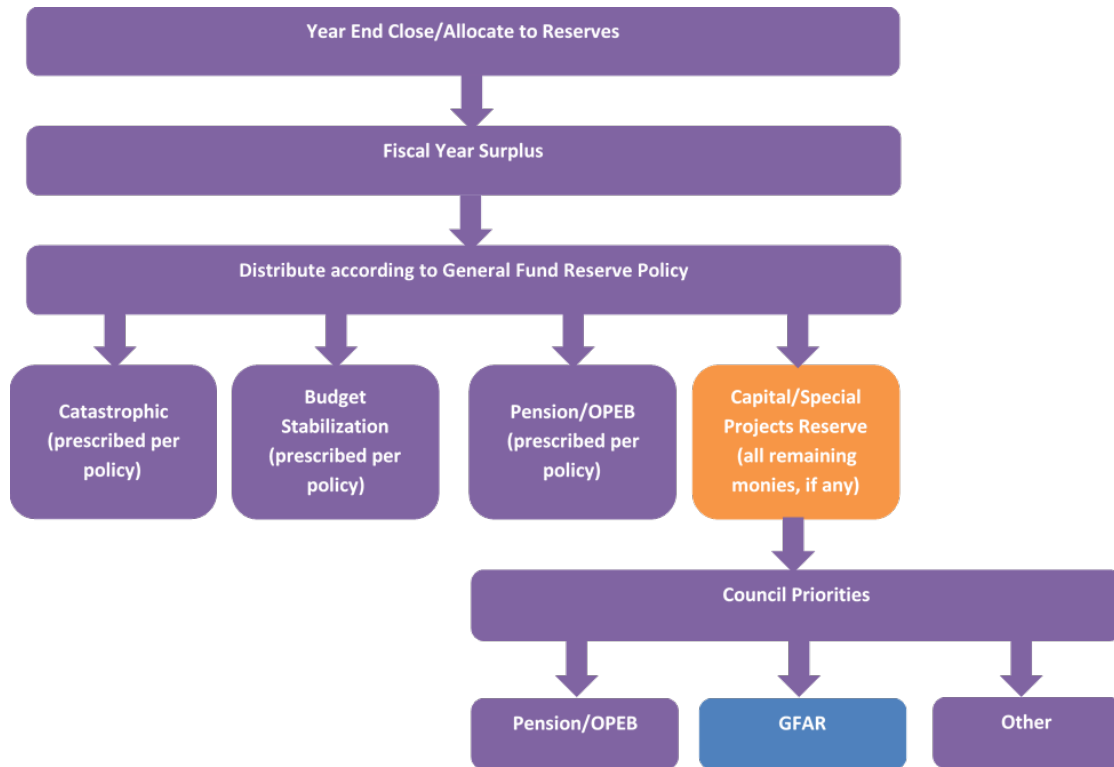 Year End Close/Allocate to Reserves
Fiscal Year Surplus
Distribute according to General Fund Reserve Policy
Catastrophic
(prescribed per
policy)
Budget
Stabilization
(prescribed per
policy)
Pension/OPEB
(prescribed per
policy)
Capital/Special
Projects Reserve
(all remaining
monies, if any)
Council Priorities
Pension/OPEB
GFAR
Other